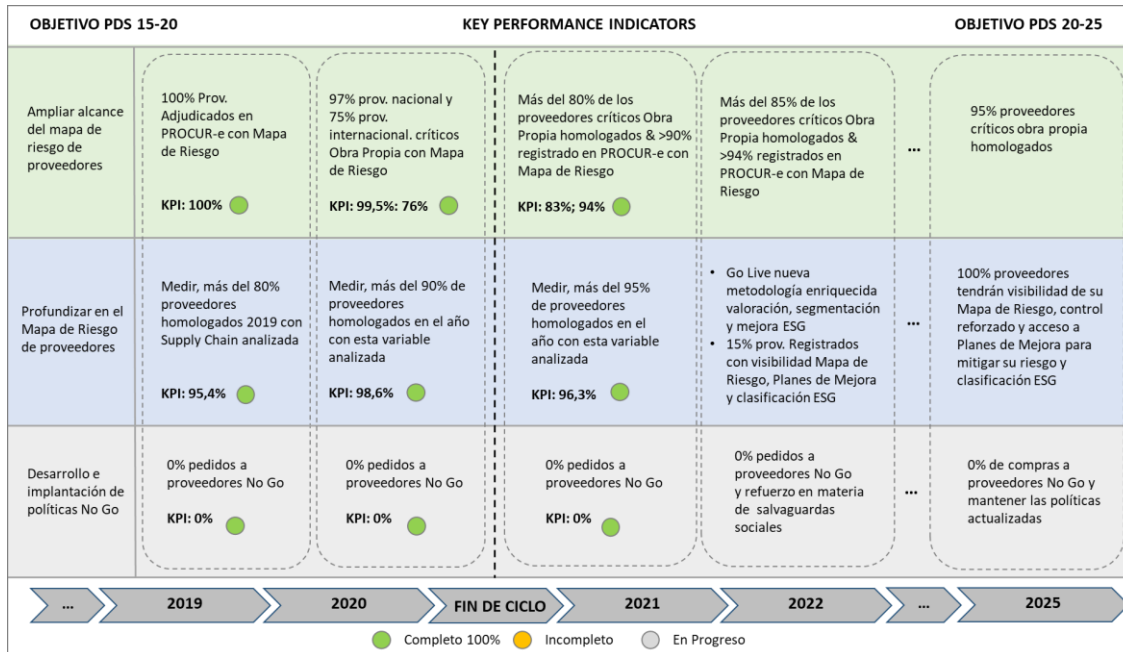 OBJETIVO PDS 15-20
KEY PERFORMANCE INDICATORS
OBJETIVO PDS 20-25
Ampliar alcance
del mapa de
riesgo de
proveedores
100% Prov.
Adjudicados en
PROCUR-e con Mapa
de Riesgo
KPI: 100%
97% prov. nacional y
75% prov.
internacional. críticos
Obra Propia con Mapa
de Riesgo
KPI: 99,5%: 76%
Más del 80% de los
proveedores críticos Obra
Propia homologados & >90%
registrado en PROCUR-e con
Mapa de Riesgo
KPI: 83%; 94%
Más del 85% de los
proveedores críticos Obra
Propia homologados &
>94% registrados en
PROCUR-e con Mapa de
Riesgo
...
95% proveedores
críticos obra propia
homologados
Profundizar en el
Mapa de Riesgo
de proveedores
Medir, más del 80%
proveedores
homologados 2019 con
Supply Chain analizada
KPI: 95,4%
Medir, más del 90% de
proveedores
homologados en el año
con esta variable
analizada
KPI: 98,6%
Medir, más del 95%
de proveedores
homologados en el
año con esta variable
analizada
KPI: 96,3%
• Go Live nueva
metodología enriquecida
valoración, segmentación
y mejora ESG
• 15% prov. Registrados
con visibilidad Mapa de
Riesgo, Planes de Mejora
y clasificación ESG
...
100% proveedores
tendrán visibilidad de su
Mapa de Riesgo, control
reforzado y acceso a
Planes de Mejora para
mitigar su riesgo y
clasificación ESG
Desarrollo e
implantación de
políticas No Go
0% pedidos a
proveedores No Go
KPI: 0%
0% pedidos a
proveedores No Go
KPI: 0%
0% pedidos a
proveedores No Go
KPI: 0%
0% pedidos a
proveedores No Go
y refuerzo en materia
de salvaguardas
sociales
...
0% de compras a
proveedores No Go y
mantener las políticas
actualizadas
...
2019
2020
FIN DE CICLO
2021
2022
...
2025
Completo 100%
Incompleto
En Progreso